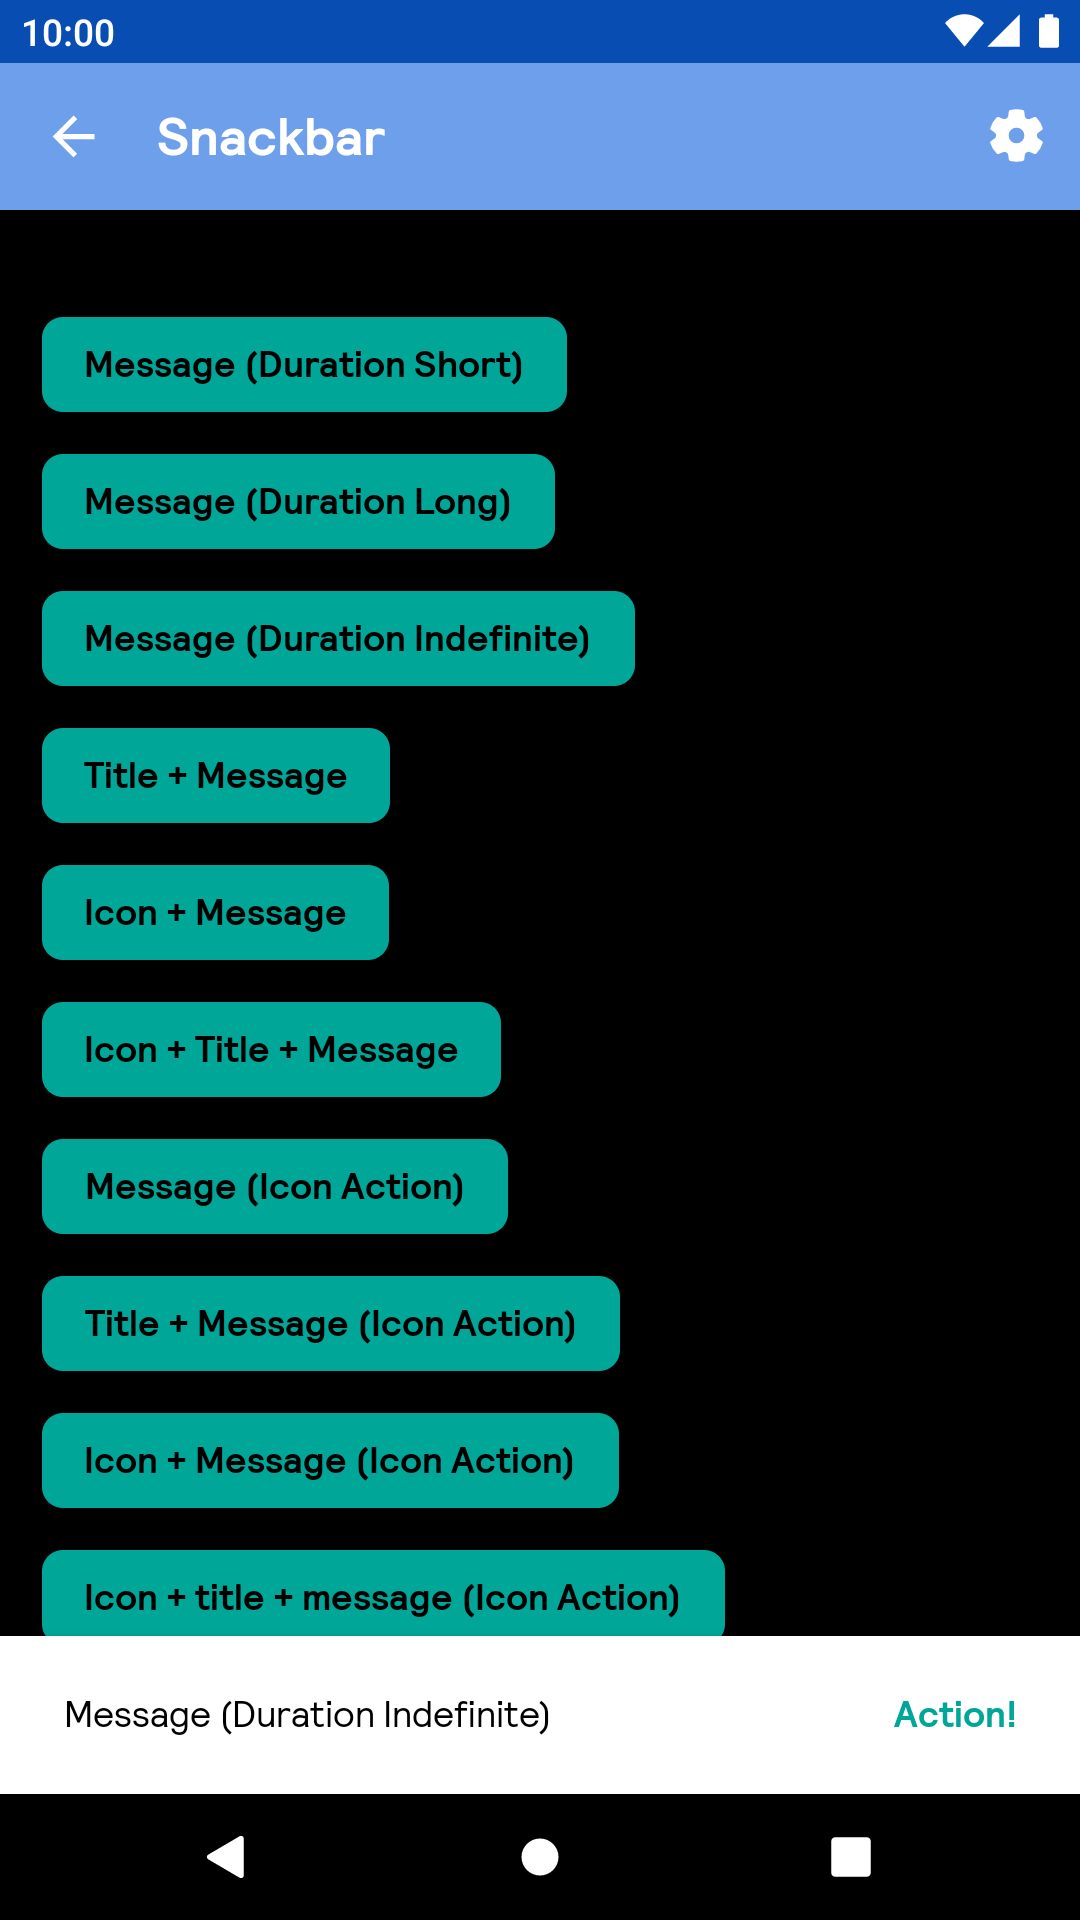 10:00
Snackbar
Message (Duration Short)
Message (Duration Long)
Message (Duration Indefinite)
Title + Message
Icon + Message
Icon + Title + Message
Message (Icon Action)
Title + Message (Icon Action)
Icon + Message (Icon Action)
Icon + title + message (Icon Action)
Message (Duration Indefinite) Action!